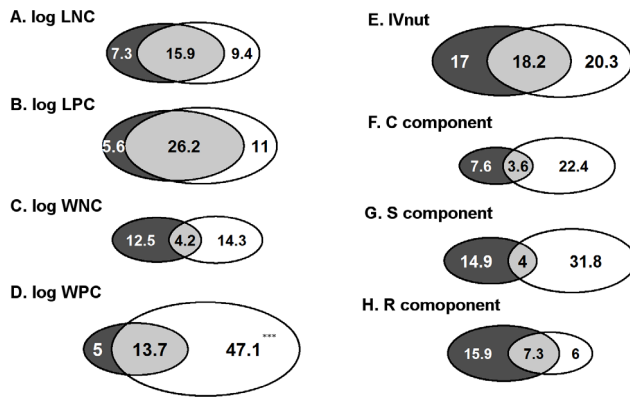 A. log LNC
7.3 15.9 9.4
B. log LPC
5.6 26.2 11
C. log WNC
12.5 4.2 14.3
D. log WPC
5 13.7 47.1***
E. IVnut
17 18.2 20.3
F. C component
7.6 3.6 22.4
G. S component
14.9 4 31.8
H. R comoponent
15.9 7.3 6